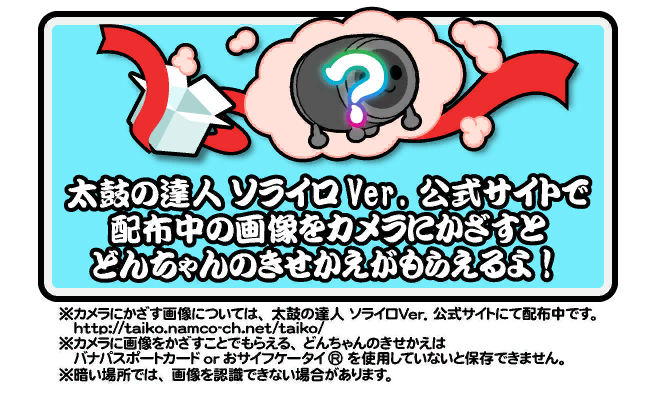 ?
太鼓の達人 ソライロ Ver. 公式サイトで
配布中の画像をカメラにかざすと
どんちゃんのきせかえがもらえるよ！
※カメラにかざす画像については、太鼓の達人 ソライロVer. 公式サイトにて配布中です。
http://taiko.namco-ch.net/taiko/
※カメラに画像をかざすことでもらえる、どんちゃんのきせかえは
バナパスポートカード or おサイフケータイ ® を使用していないと保存できません。
※暗い場所では、画像を認識できない場合があります。